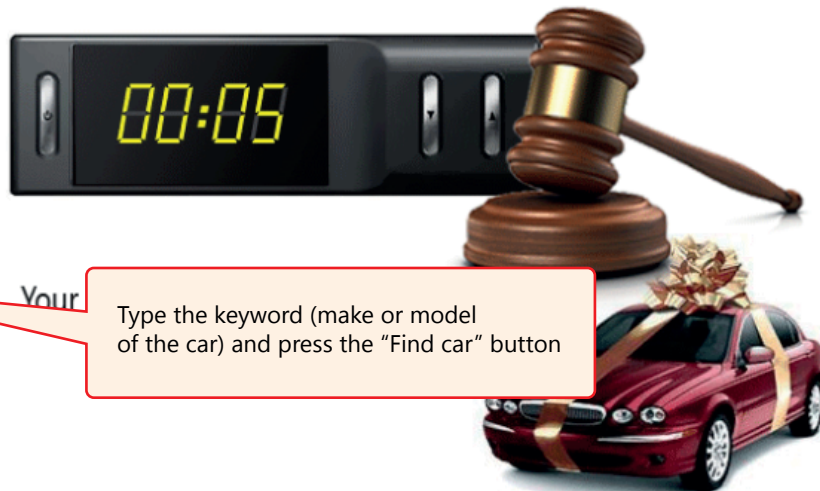 00:05
Your
Type the keyword (make or model
of the car) and press the “Find car” button